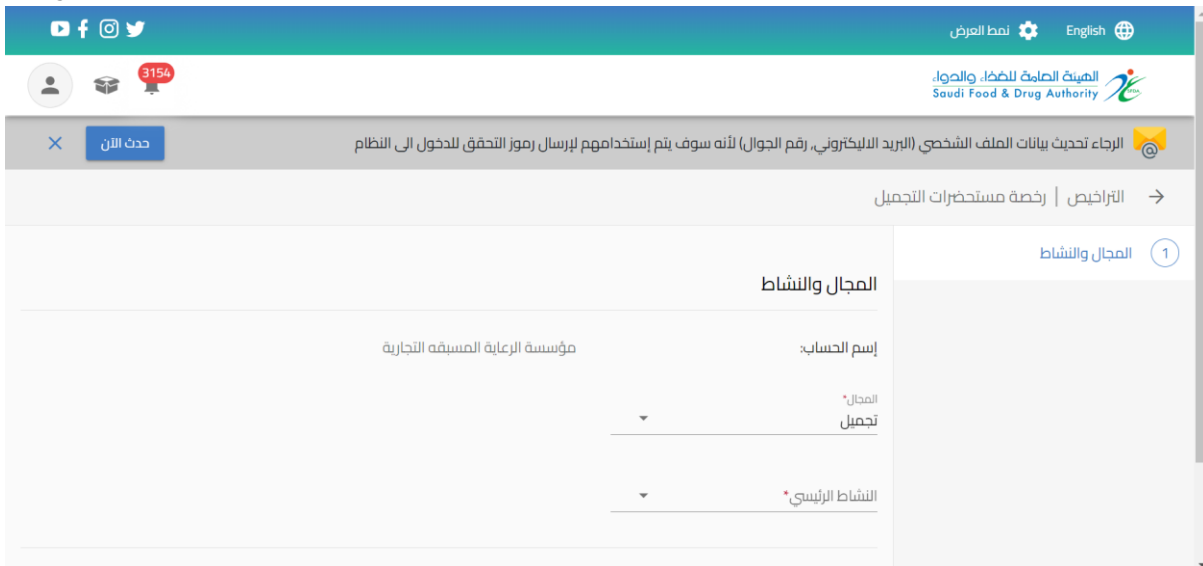 English نمط العرض
الهيئة العامة للغذاء والدواء
Saudi Food & Drug Authority
3154
الرجاء تحديث بيانات الملف الشخصي (البريد الاليكتروني, رقم الجوال) لأنه سوف يتم إستخدامهم لإرسال رموز التحقق للدخول الى النظام
حدث الآن
التراخيص | رخصة مستحضرات التجميل
1 المجال والنشاط
المجال والنشاط
إسم الحساب: مؤسسة الرعاية المسبقه التجارية
المجال*
تجميل
النشاط الرئيسي*